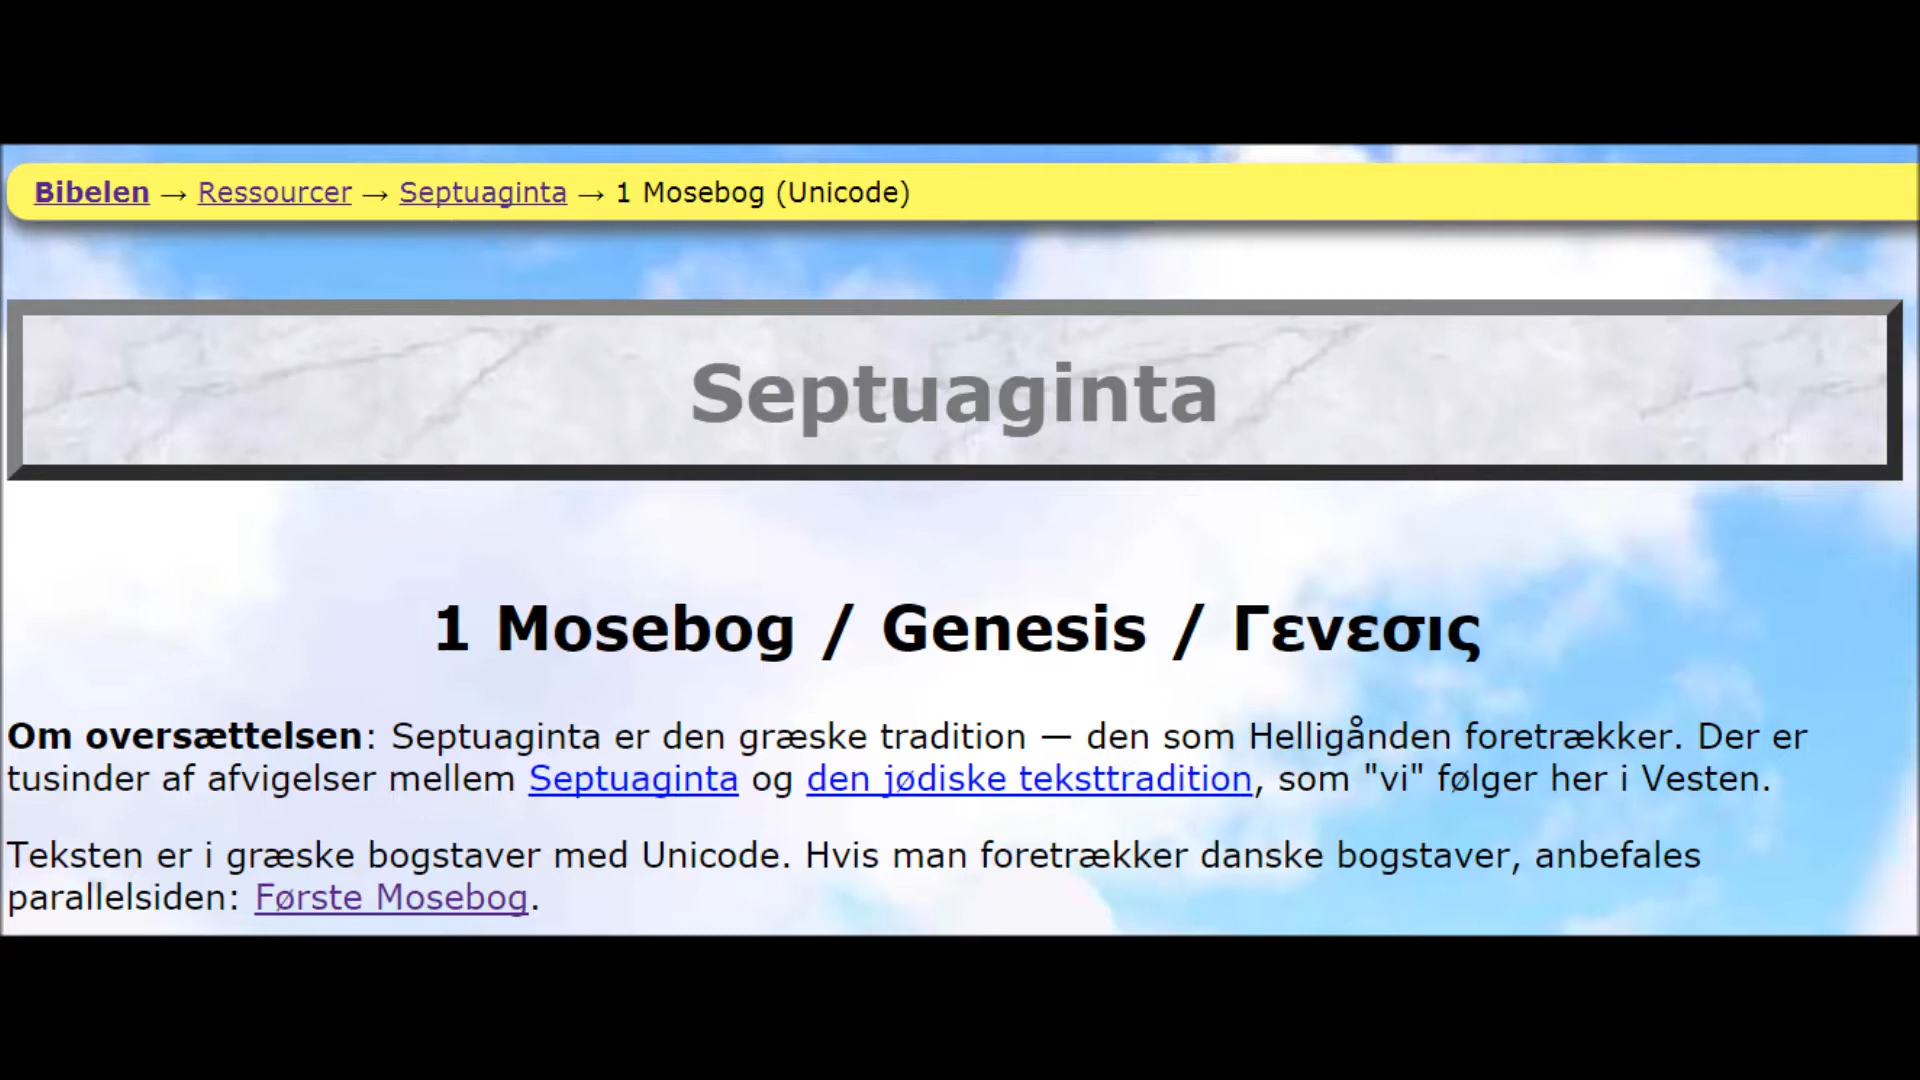 Bibelen → Ressourcer → Septuaginta → 1 Mosebog (Unicode)
Septuaginta
1 Mosebog / Genesis / Γενεσις
Om oversættelsen: Septuaginta er den græske tradition — den som Helligånden foretrækker. Der er
tusinder af afvigelser mellem Septuaginta og den jødiske teksttradition, som "vi" følger her i Vesten.
Teksten er i græske bogstaver med Unicode. Hvis man foretrækker danske bogstaver, anbefales
parallelsiden: Første Mosebog.